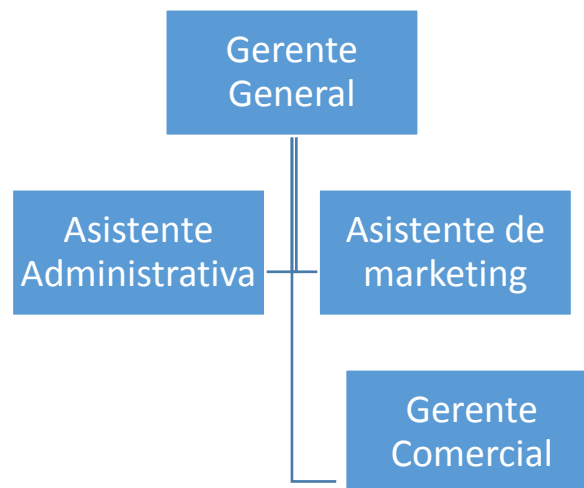 Gerente
General
Asistente
Administrativa
Asistente de
marketing
Gerente
Comercial